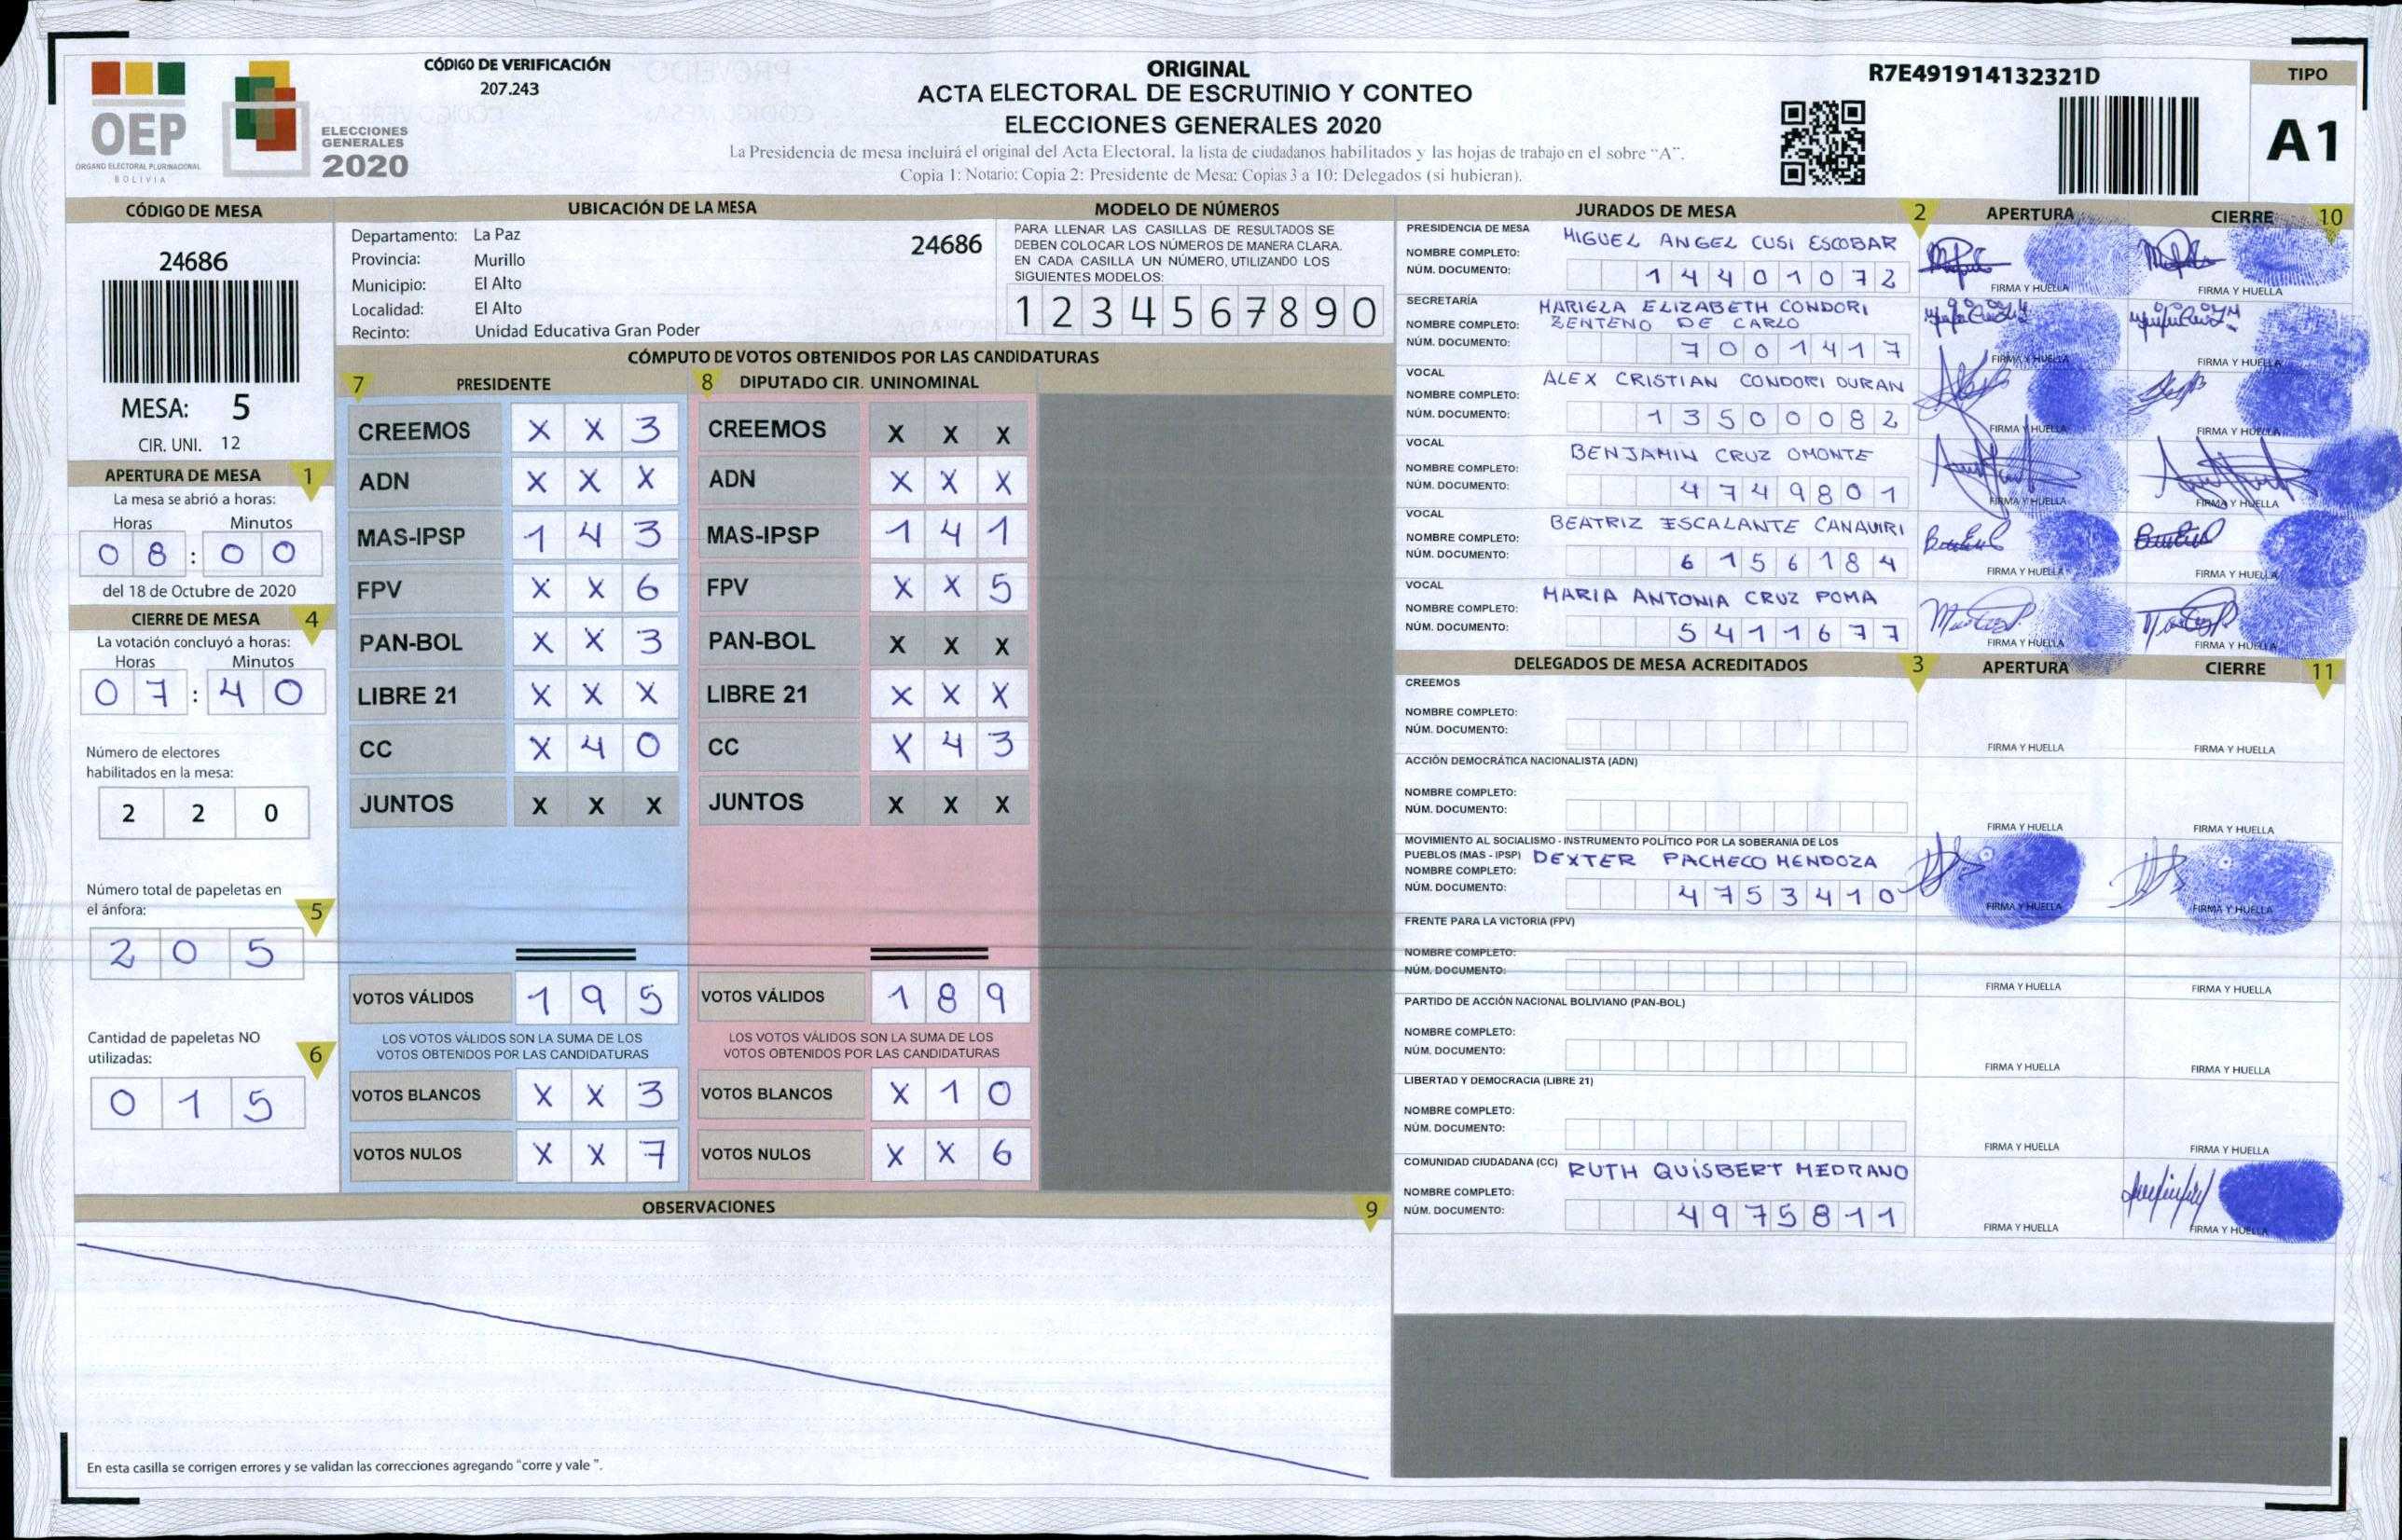 CÓDIGO DE VERIFICACIÓN
207.243
OEP
ÓRGANO ELECTORAL PLURINACIONAL
BOLIVIA
ELECCIONES
GENERALES
2020
ORIGINAL
ACTA ELECTORAL DE ESCRUTINIO Y CONTEO
ELECCIONES GENERALES 2020
La Presidencia de mesa incluirá el original del Acta Electoral, la lista de ciudadanos habilitados y las hojas de trabajo en el sobre "A".
Copia 1: Notario; Copia 2: Presidente de Mesa; Copias 3 a 10: Delegados (si hubieran).
R7E491914132321D
TIPO
A1
CÓDIGO DE MESA
24686
MESA: 5
CIR. UNI. 12
APERTURA DE MESA 1
La mesa se abrió a horas:
Horas Minutos
08:00
del 18 de Octubre de 2020
CIERRE DE MESA 4
La votación concluyó a horas:
Horas Minutos
07:40
Número de electores
habilitados en la mesa:
2 2 0
Número total de papeletas en
el ánfora: 5
2 0 5
Cantidad de papeletas NO
utilizadas: 6
0 1 5
UBICACIÓN DE LA MESA
Departamento: La Paz 24686
Provincia: Murillo
Municipio: El Alto
Localidad: El Alto
Recinto: Unidad Educativa Gran Poder
MODELO DE NÚMEROS
PARA LLENAR LAS CASILLAS DE RESULTADOS SE
DEBEN COLOCAR LOS NÚMEROS DE MANERA CLARA.
EN CADA CASILLA UN NÚMERO, UTILIZANDO LOS
SIGUIENTES MODELOS:
1 2 3 4 5 6 7 8 9 0
CÓMPUTO DE VOTOS OBTENIDOS POR LAS CANDIDATURAS
7 PRESIDENTE 8 DIPUTADO CIR. UNINOMINAL
CREEMOS X X 3 CREEMOS X X X
ADN X X X ADN X X X
MAS-IPSP 1 4 3 MAS-IPSP 1 4 1
FPV X X 6 FPV X X 5
PAN-BOL X X 3 PAN-BOL X X X
LIBRE 21 X X X LIBRE 21 X X X
CC X 4 0 CC X 4 3
JUNTOS X X X JUNTOS X X X
VOTOS VÁLIDOS 1 9 5 VOTOS VÁLIDOS 1 8 9
LOS VOTOS VÁLIDOS SON LA SUMA DE LOS LOS VOTOS VÁLIDOS SON LA SUMA DE LOS
VOTOS OBTENIDOS POR LAS CANDIDATURAS VOTOS OBTENIDOS POR LAS CANDIDATURAS
VOTOS BLANCOS X X 3 VOTOS BLANCOS X 1 0
VOTOS NULOS X X 7 VOTOS NULOS X X 6
OBSERVACIONES 9
En esta casilla se corrigen errores y se validan las correcciones agregando "corre y vale ".
JURADOS DE MESA 2 APERTURA CIERRE 10
PRESIDENCIA DE MESA
NOMBRE COMPLETO: MIGUEL ANGEL CUSI ESCOBAR
NÚM. DOCUMENTO: 14401072
FIRMA Y HUELLA FIRMA Y HUELLA
SECRETARÍA MARIELA ELIZABETH CONDORI
NOMBRE COMPLETO: ZENTENO DE CARLO
NÚM. DOCUMENTO: 7001417
FIRMA Y HUELLA FIRMA Y HUELLA
VOCAL ALEX CRISTIAN CONDORI DURAN
NOMBRE COMPLETO:
NÚM. DOCUMENTO: 13500082
FIRMA Y HUELLA FIRMA Y HUELLA
VOCAL BENJAMIN CRUZ OMONTE
NOMBRE COMPLETO:
NÚM. DOCUMENTO: 4749801
FIRMA Y HUELLA FIRMA Y HUELLA
VOCAL BEATRIZ ESCALANTE CANAVIRI
NOMBRE COMPLETO:
NÚM. DOCUMENTO: 6156184
FIRMA Y HUELLA FIRMA Y HUELLA
VOCAL MARIA ANTONIA CRUZ POMA
NOMBRE COMPLETO:
NÚM. DOCUMENTO: 5411677
FIRMA Y HUELLA FIRMA Y HUELLA
DELEGADOS DE MESA ACREDITADOS 3 APERTURA CIERRE 11
CREEMOS
NOMBRE COMPLETO:
NÚM. DOCUMENTO:
FIRMA Y HUELLA FIRMA Y HUELLA
ACCIÓN DEMOCRÁTICA NACIONALISTA (ADN)
NOMBRE COMPLETO:
NÚM. DOCUMENTO:
FIRMA Y HUELLA FIRMA Y HUELLA
MOVIMIENTO AL SOCIALISMO - INSTRUMENTO POLÍTICO POR LA SOBERANIA DE LOS
PUEBLOS (MAS - IPSP) DEXTER PACHECO MENDOZA
NOMBRE COMPLETO:
NÚM. DOCUMENTO: 4753410
FIRMA Y HUELLA FIRMA Y HUELLA
FRENTE PARA LA VICTORIA (FPV)
NOMBRE COMPLETO:
NÚM. DOCUMENTO:
FIRMA Y HUELLA FIRMA Y HUELLA
PARTIDO DE ACCIÓN NACIONAL BOLIVIANO (PAN-BOL)
NOMBRE COMPLETO:
NÚM. DOCUMENTO:
FIRMA Y HUELLA FIRMA Y HUELLA
LIBERTAD Y DEMOCRACIA (LIBRE 21)
NOMBRE COMPLETO:
NÚM. DOCUMENTO:
FIRMA Y HUELLA FIRMA Y HUELLA
COMUNIDAD CIUDADANA (CC) RUTH QUISBERT MEDRANO
NOMBRE COMPLETO:
NÚM. DOCUMENTO: 4975811
FIRMA Y HUELLA FIRMA Y HUELLA